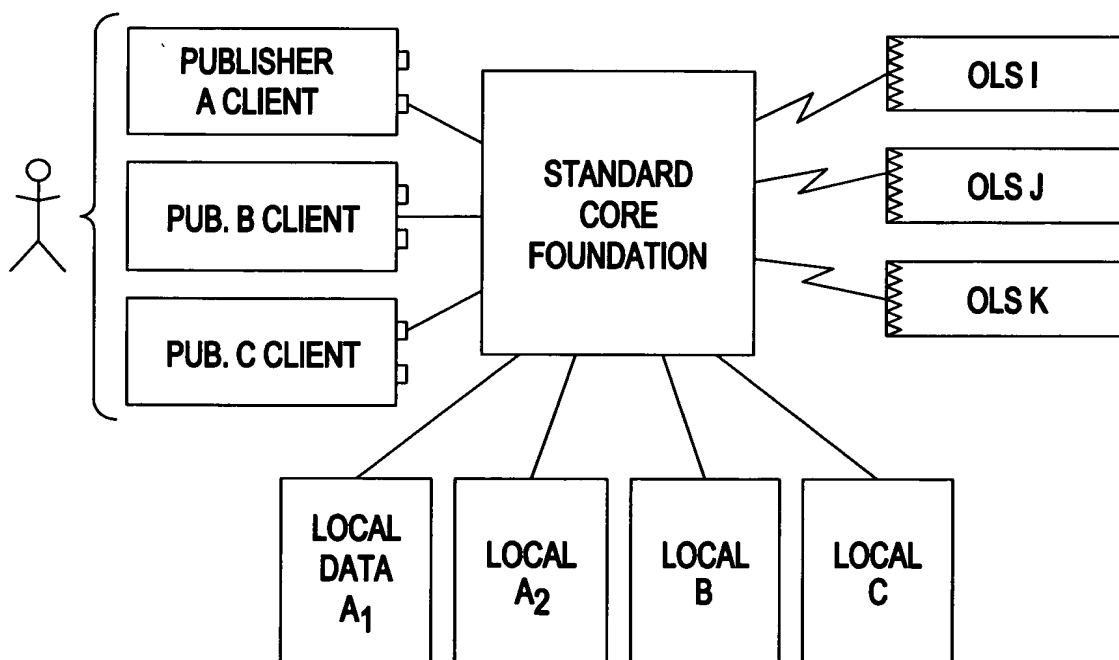 PUBLISHER
A CLIENT
PUB. B CLIENT
PUB. C CLIENT
STANDARD
CORE
FOUNDATION
OLS I
OLS J
OLS K
LOCAL
DATA
A1
LOCAL
A2
LOCAL
B
LOCAL
C